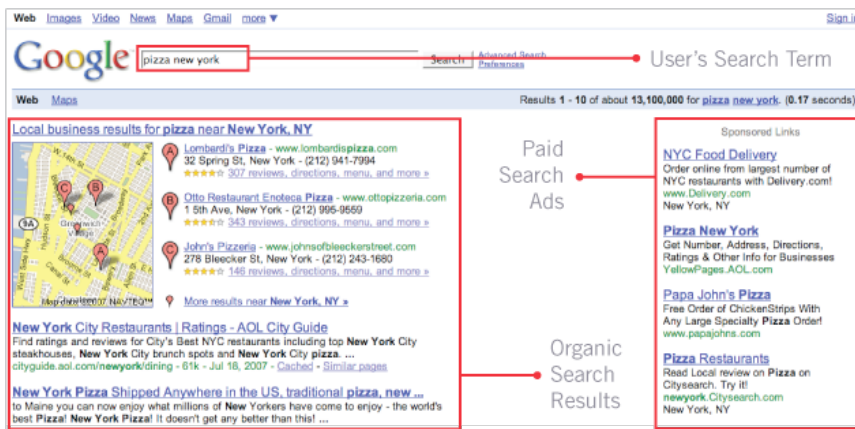 Web Images Video News Maps Gmail more ▼
Sign in
Google
pizza new york
Search
Advanced Search
Preferences
User's Search Term
Web Maps
Results 1 - 10 of about 13,100,000 for pizza new york. (0.17 seconds)
Local business results for pizza near New York, NY
A
Lombardi's Pizza - www.lombardispizza.com
32 Spring St, New York - (212) 941-7994
307 reviews, directions, menu, and more »
B
Otto Restaurant Enoteca Pizza - www.ottopizzeria.com
1 5th Ave, New York - (212) 995-9559
343 reviews, directions, menu, and more »
C
John's Pizzeria - www.johnsofbleeckerstreet.com
278 Bleecker St, New York - (212) 243-1680
146 reviews, directions, menu, and more »
More results near New York, NY »
W 14th St
C
B
9A
Greenwich
Village
A
Hudson St
Canal St
Map data ©2007 NAVTEQ™
New York City Restaurants | Ratings - AOL City Guide
Find ratings and reviews for City's Best NYC restaurants including top New York City
steakhouses, New York City brunch spots and New York City pizza. ...
cityguide.aol.com/newyork/dining - 61k - Jul 18, 2007 - Cached - Similar pages
New York Pizza Shipped Anywhere in the US, traditional pizza, new ...
to Maine you can now enjoy what millions of New Yorkers have come to enjoy - the world's
best Pizza! New York Pizza! It doesn't get any better than this! ...
Paid
Search
Ads
Organic
Search
Results
Sponsored Links
NYC Food Delivery
Order online from largest number of
NYC restaurants with Delivery.com!
www.Delivery.com
New York, NY
Pizza New York
Get Number, Address, Directions,
Ratings & Other Info for Businesses
YellowPages.AOL.com
Papa John's Pizza
Free Order of ChickenStrips With
Any Large Specialty Pizza Order!
www.papajohns.com
Pizza Restaurants
Read Local review on Pizza on
Citysearch. Try it!
newyork.Citysearch.com
New York, NY